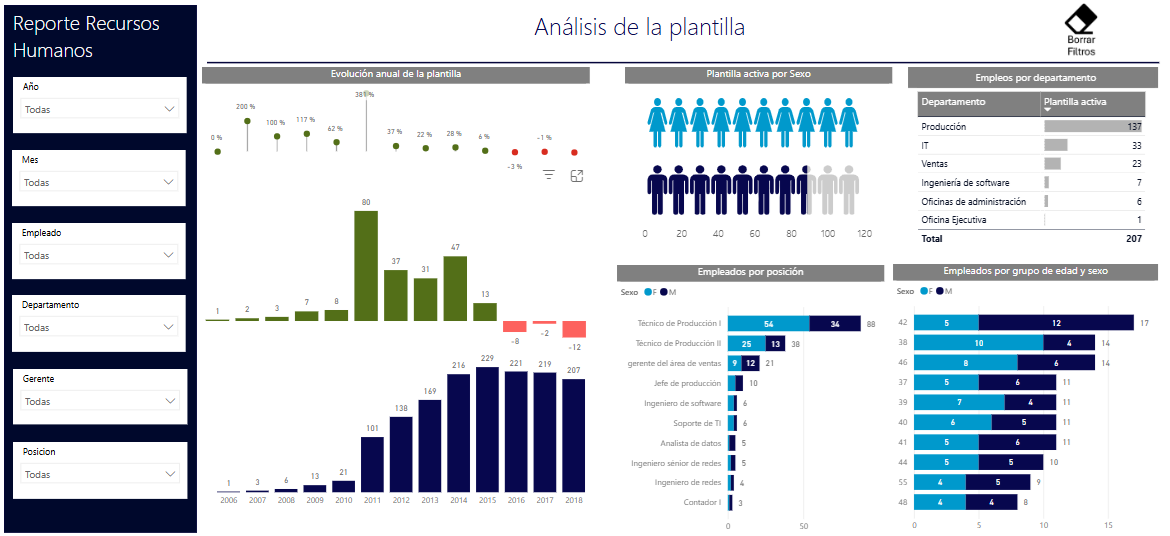 Reporte Recursos
Humanos
Análisis de la plantilla
Borrar
Filtros
Año
Todas
Mes
Todas
Empleado
Todas
Departamento
Todas
Gerente
Todas
Posicion
Todas
Evolución anual de la plantilla
0 %
200 %
100 %
117 %
62 %
381 %
37 %
22 %
28 %
6 %
-3 %
-1 %
1
2
3
7
8
80
37
31
47
13
-8
-2
-12
1
3
6
13
21
101
138
169
216
229
221
219
207
2006 2007 2008 2009 2010 2011 2012 2013 2014 2015 2016 2017 2018
Plantilla activa por Sexo
0 20 40 60 80 100 120
Empleos por departamento
Departamento Plantilla activa
Producción 137
IT 33
Ventas 23
Ingeniería de software 7
Oficinas de administración 6
Oficina Ejecutiva 1
Total 207
Empleados por posición
Sexo F M
Técnico de Producción I 54 34 88
Técnico de Producción II 25 13 38
gerente del área de ventas 9 12 21
Jefe de producción 10
Ingeniero de software 6
Soporte de TI 6
Analista de datos 5
Ingeniero sénior de redes 5
Ingeniero de redes 4
Contador I 3
0 50
Empleados por grupo de edad y sexo
Sexo F M
42 5 12 17
38 10 4 14
46 8 6 14
37 5 6 11
39 7 4 11
40 6 5 11
41 5 6 11
44 5 5 10
55 4 5 9
48 4 4 8
0 5 10 15